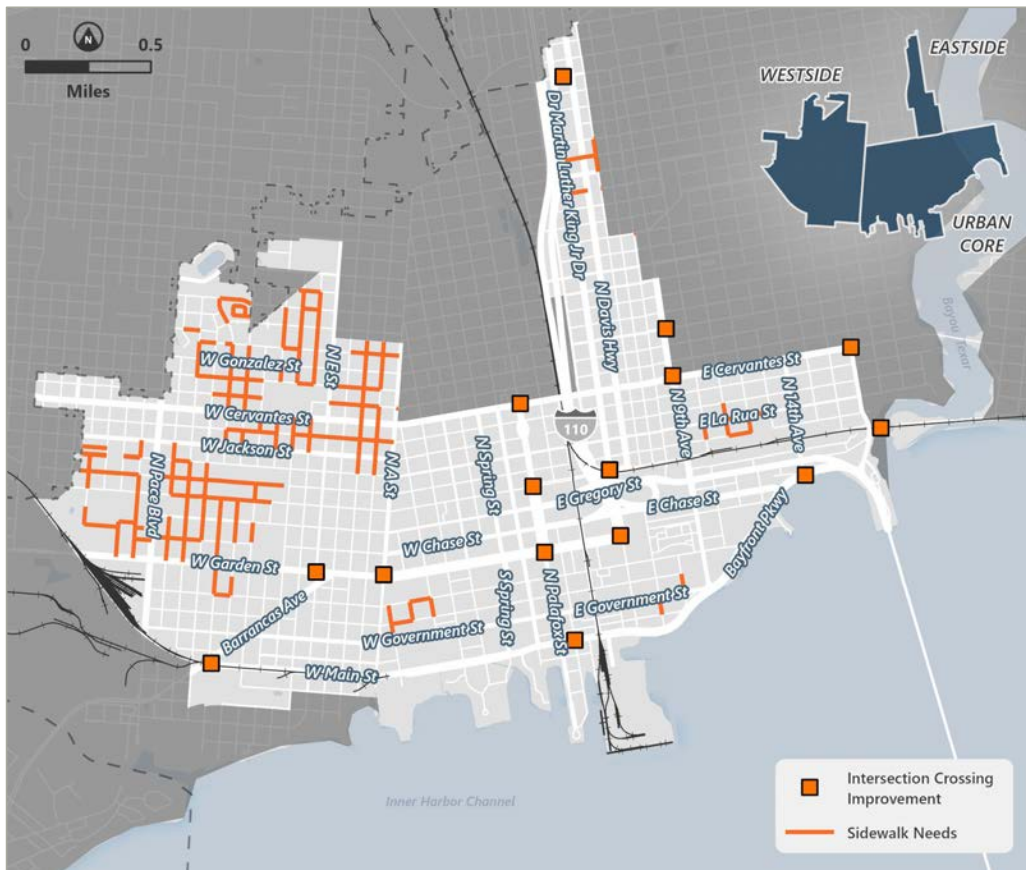 0
N
0.5
Miles
EASTSIDE
WESTSIDE
URBAN
CORE
Bayou Texar
Dr Martin Luther King Jr Dr
N Davis Hwy
W Gonzalez St
N E St
W Cervantes St
W Jackson St
E Cervantes St
N 9th Ave
E La Rua St
N 14th Ave
110
N Pace Blvd
N A St
N Spring St
E Gregory St
E Chase St
W Chase St
Bayfront Pkwy
W Garden St
Barrancas Ave
S Spring St
N Palafox St
E Government St
W Government St
W Main St
Inner Harbor Channel
Intersection Crossing
Improvement
Sidewalk Needs